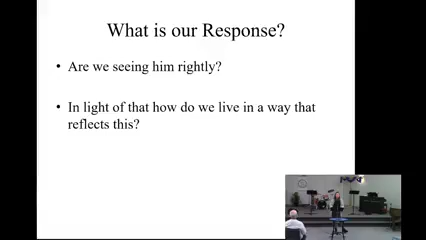 What is our Response?
• Are we seeing him rightly?
• In light of that how do we live in a way that
reflects this?